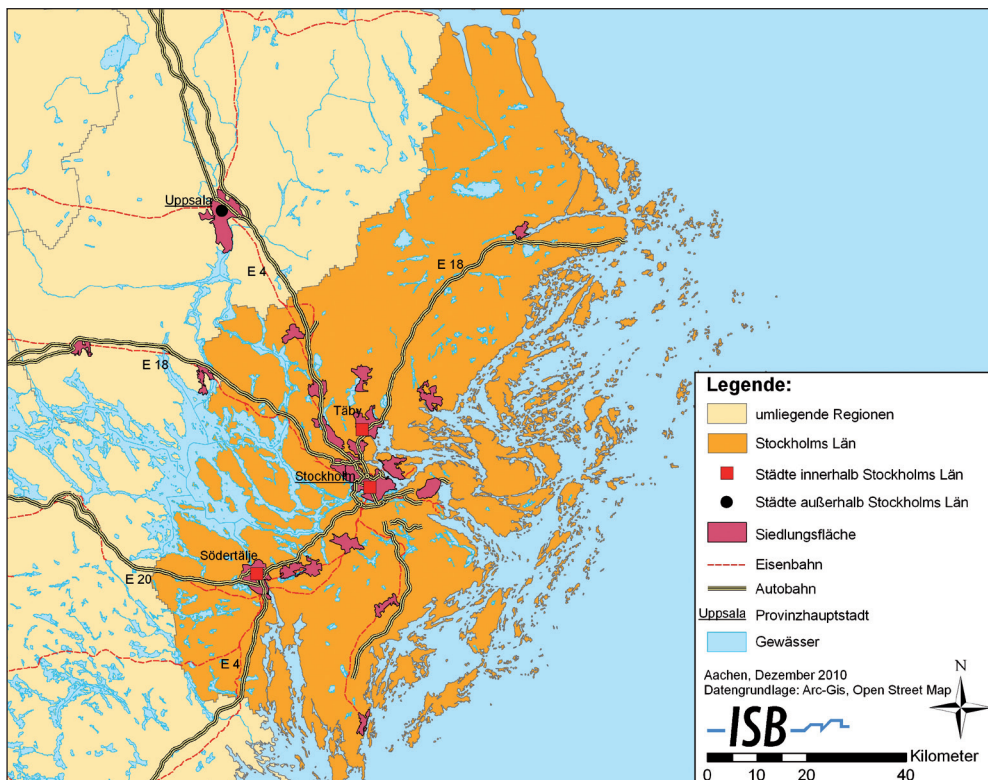 Uppsala
E 4
E 18
E 18
Täby
Stockholm
Södertälje
E 20
E 4
Legende:
umliegende Regionen
Stockholms Län
Städte innerhalb Stockholms Län
Städte außerhalb Stockholms Län
Siedlungsfläche
Eisenbahn
Autobahn
Uppsala Provinzhauptstadt
Gewässer
Aachen, Dezember 2010
Datengrundlage: Arc-Gis, Open Street Map
N
ISB
Kilometer
0 5 10 20 40